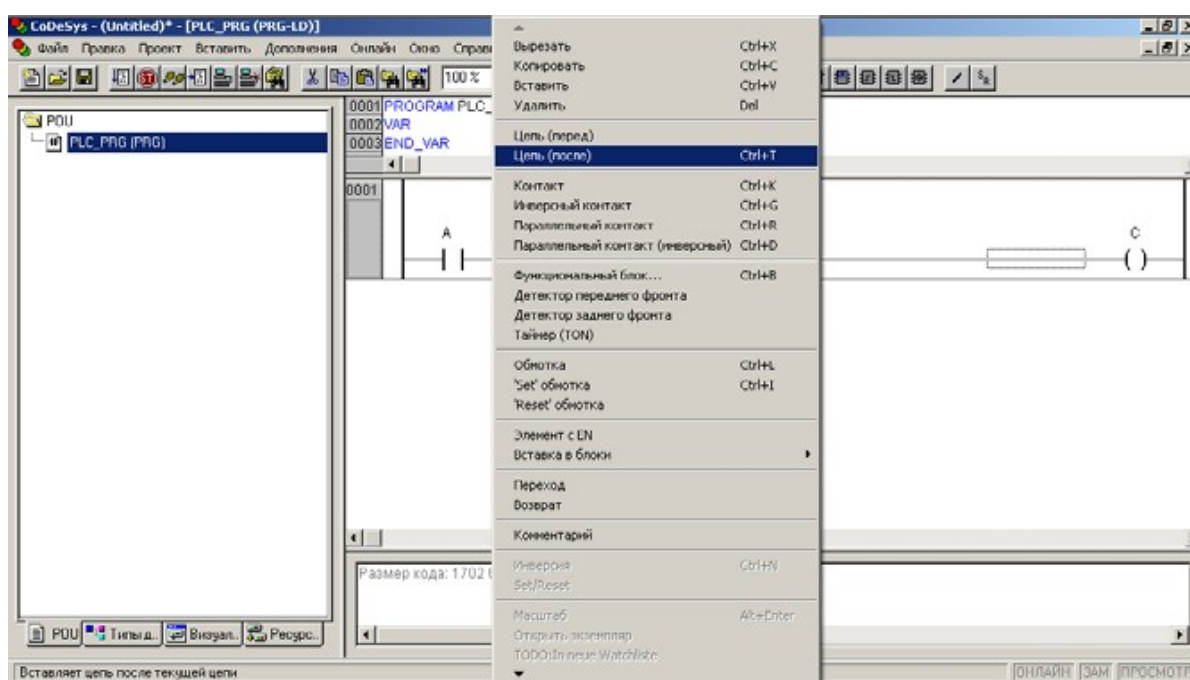 CoDeSys - (Untitled)* - [PLC_PRG (PRG-LD)]
Файл Правка Проект Вставить Дополнения Онлайн Окно Справ
100 %
POU
PLC_PRG (PRG)
0001 PROGRAM PLC_
0002 VAR
0003 END_VAR
0001
A
C
Вырезать Ctrl+X
Копировать Ctrl+C
Вставить Ctrl+V
Удалить Del
Цепь (перед)
Цепь (после) Ctrl+T
Контакт Ctrl+K
Инверсный контакт Ctrl+G
Параллельный контакт Ctrl+R
Параллельный контакт (инверсный) Ctrl+D
Функциональный блок... Ctrl+B
Детектор переднего фронта
Детектор заднего фронта
Таймер (TON)
Обмотка Ctrl+L
'Set' обмотка Ctrl+I
'Reset' обмотка
Элемент с EN
Вставка в блоки
Переход
Возврат
Комментарий
Инверсия Ctrl+N
Set/Reset
Масштаб Alt+Enter
Открыть экземпляр
TODO:In neue Watchliste
Размер кода: 1702
POU Типы д.. Визуал.. Ресурс..
Вставляет цепь после текущей цепи
ОНЛАЙН ЗАМ ПРОСМОТР